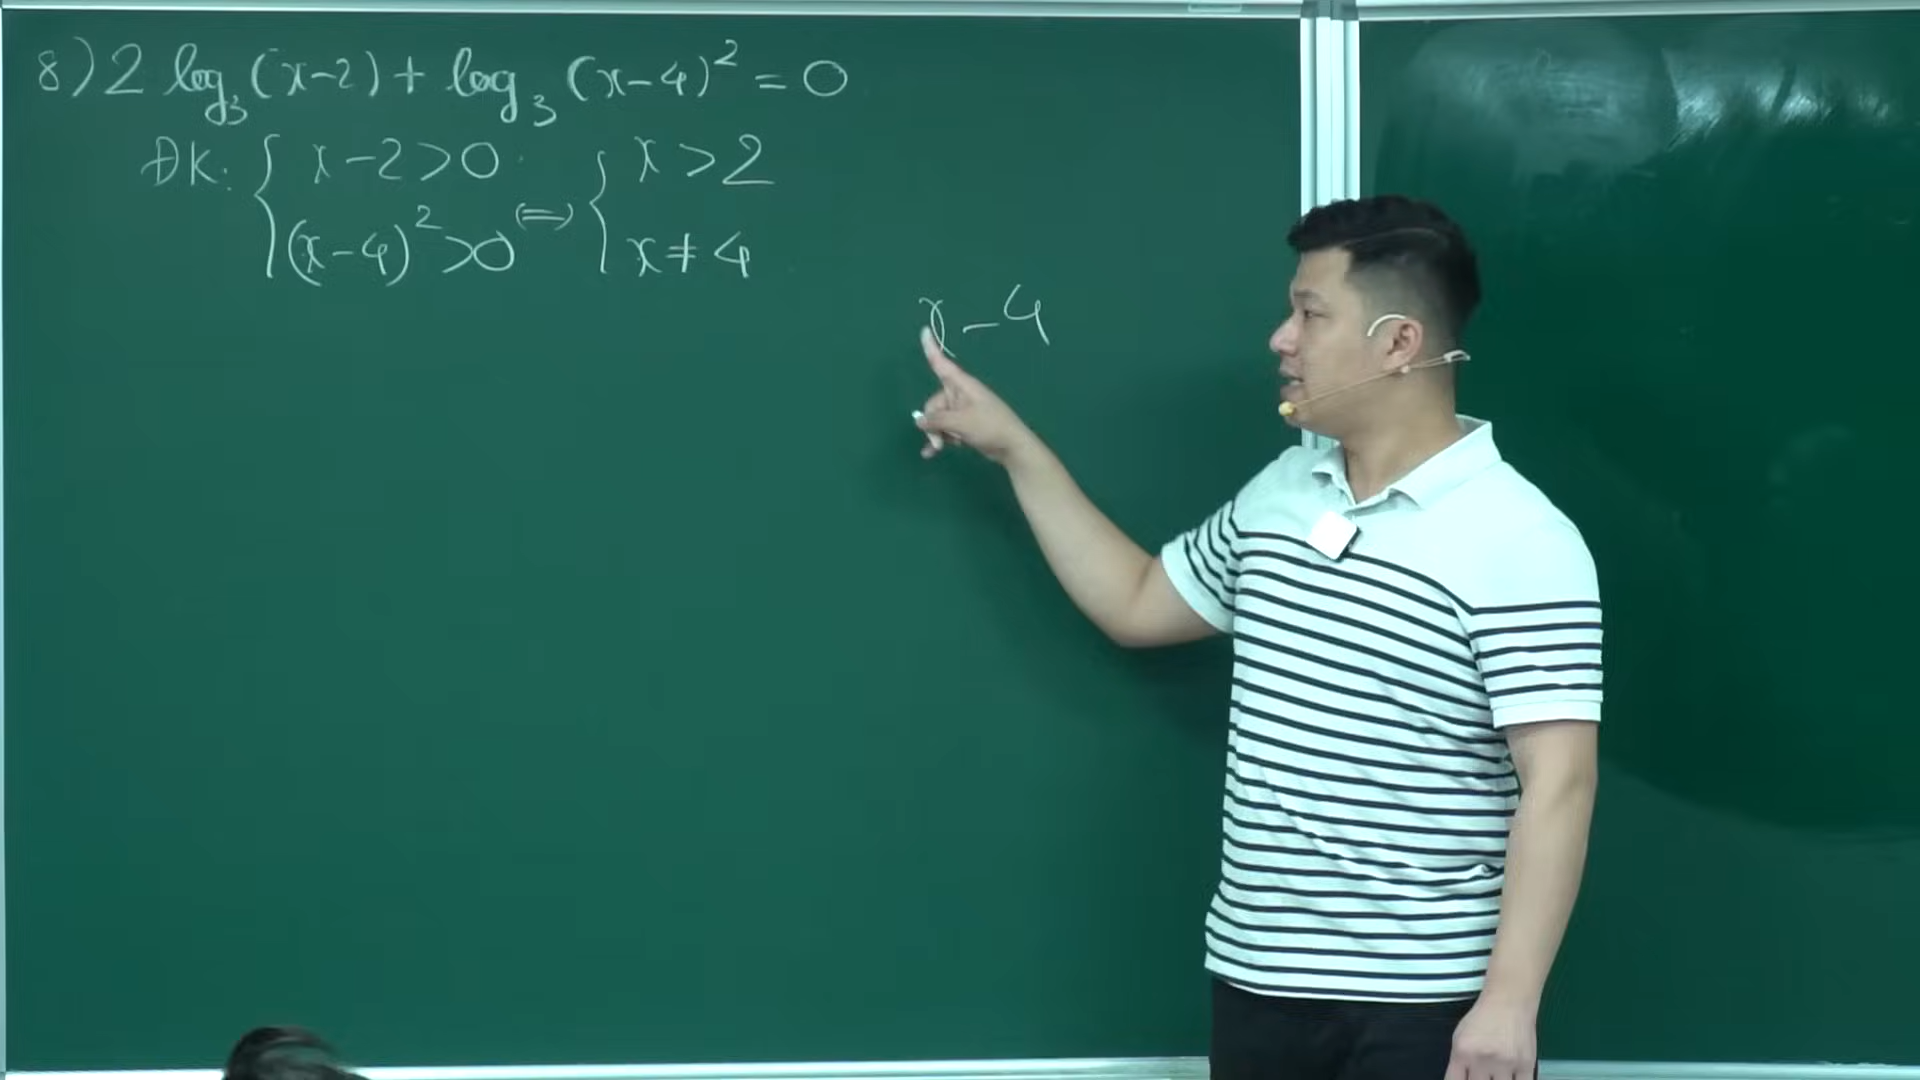 8) 2 log₃(x-2) + log₃(x-4)² = 0
ĐK: { x-2>0 (x-4)²>0 ⇔ { x>2 x≠4
x-4